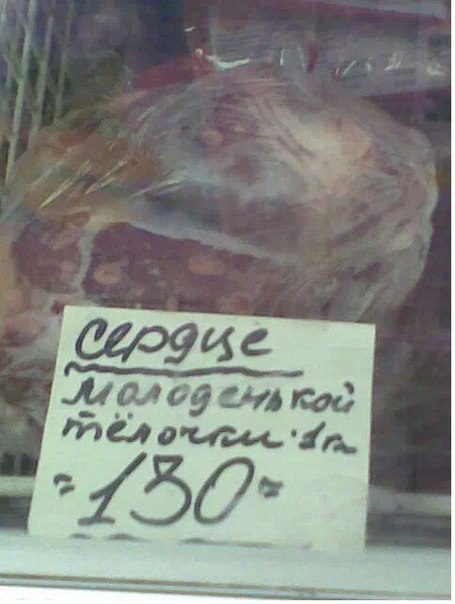 сердце
молоденькой
тёлочки 1кг
=130=